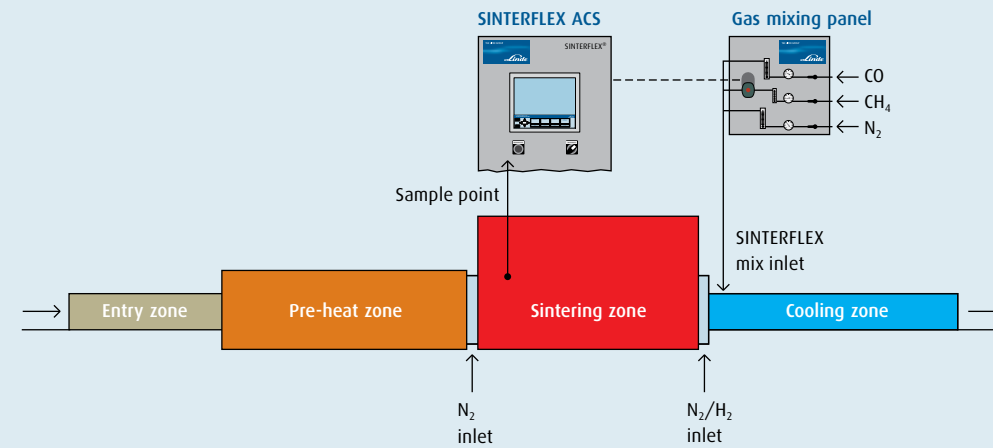 SINTERFLEX ACS
Gas mixing panel
SINTERFLEX®
Linde
Linde
CO
CH₄
N₂
Sample point
SINTERFLEX
mix inlet
Entry zone
Pre-heat zone
Sintering zone
Cooling zone
N₂
inlet
N₂/H₂
inlet